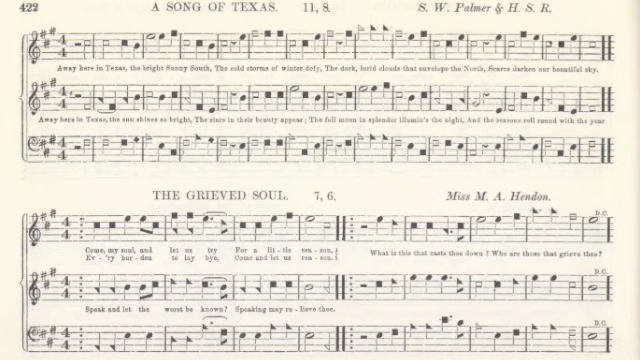 422 A SONG OF TEXAS. 11, 8. S. W. Palmer & H. S. R.
Away here in Texas, the bright Sunny South, The cold storms of winter defy, The dark, lurid clouds that envelope the North, Scarce darken our beautiful sky.
Away here in Texas, the sun shines so bright, The stars in their beauty appear; The full moon in splendor illumin's the night, And the seasons roll round with the year
THE GRIEVED SOUL. 7, 6. Miss M. A. Hendon.
D.C.
Come, my soul, and let us try For a lit-tle sea-son,
Ev-'ry bur-den to lay bye, Come and let us rea-son.
What is this that casts thee down? Who are those that grieve thee?
D.C.
Speak and let the worst be known? Speaking may re-lieve thee.
D.C.